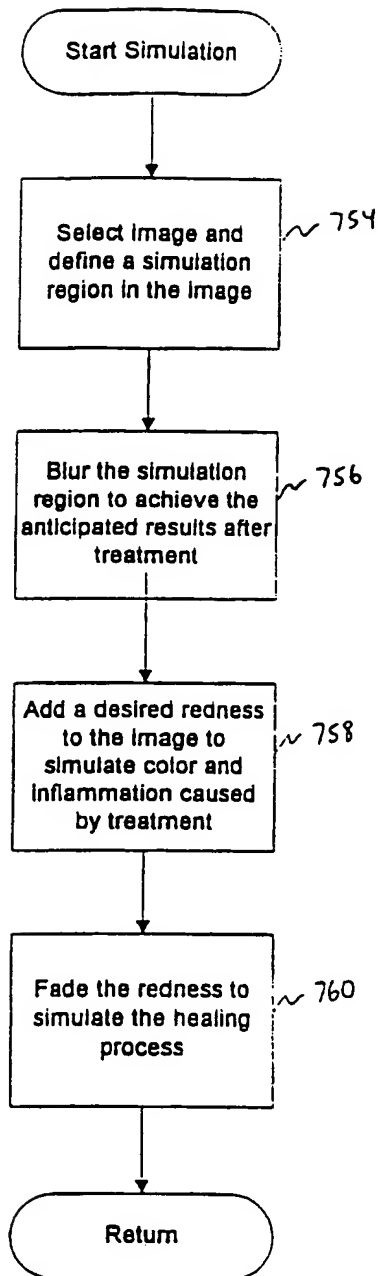 Start Simulation
Select image and
define a simulation
region in the image
754
Blur the simulation
region to achieve the
anticipated results after
treatment
756
Add a desired redness
to the image to
simulate color and
inflammation caused
by treatment
758
Fade the redness to
simulate the healing
process
760
Return